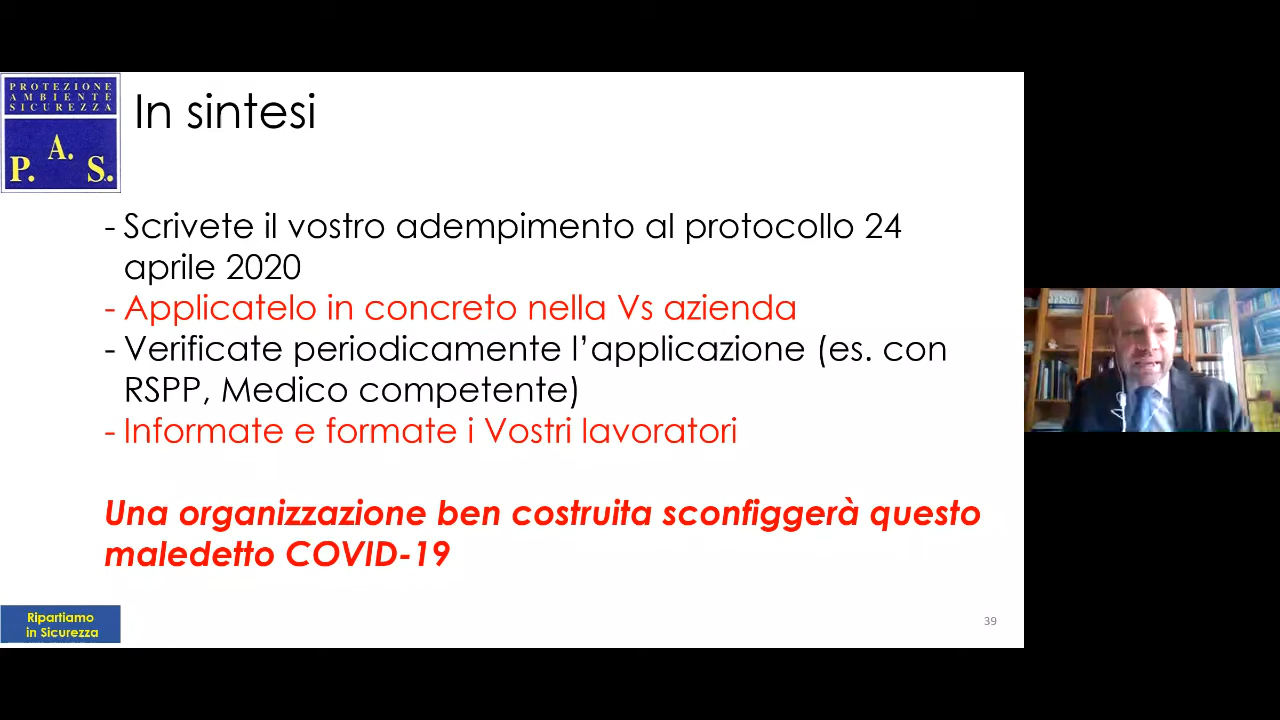 PROTEZIONE
AMBIENTE
SICUREZZA
P. A. S.
In sintesi
- Scrivete il vostro adempimento al protocollo 24
aprile 2020
- Applicatelo in concreto nella Vs azienda
- Verificate periodicamente l’applicazione (es. con
RSPP, Medico competente)
- Informate e formate i Vostri lavoratori
Una organizzazione ben costruita sconfiggerà questo
maledetto COVID-19
Ripartiamo
in Sicurezza
39